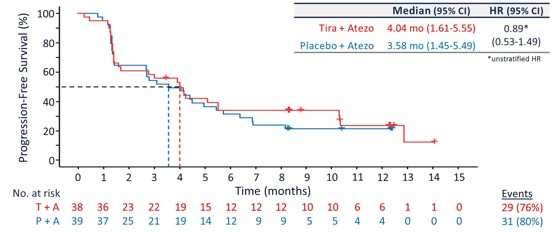 Median (95% CI) HR (95% CI)
Tira + Atezo 4.04 mo (1.61-5.55) 0.89*
Placebo + Atezo 3.58 mo (1.45-5.49) (0.53-1.49)
*unstratified HR
Progression-Free Survival (%)
100
80
60
40
20
0
0 1 2 3 4 5 6 7 8 9 10 11 12 13 14 15
Time (months)
No. at risk Events
T + A 38 36 23 22 19 15 12 12 12 10 10 6 6 1 1 0 29 (76%)
P + A 39 37 25 21 19 14 12 9 9 5 5 4 4 0 0 0 31 (80%)